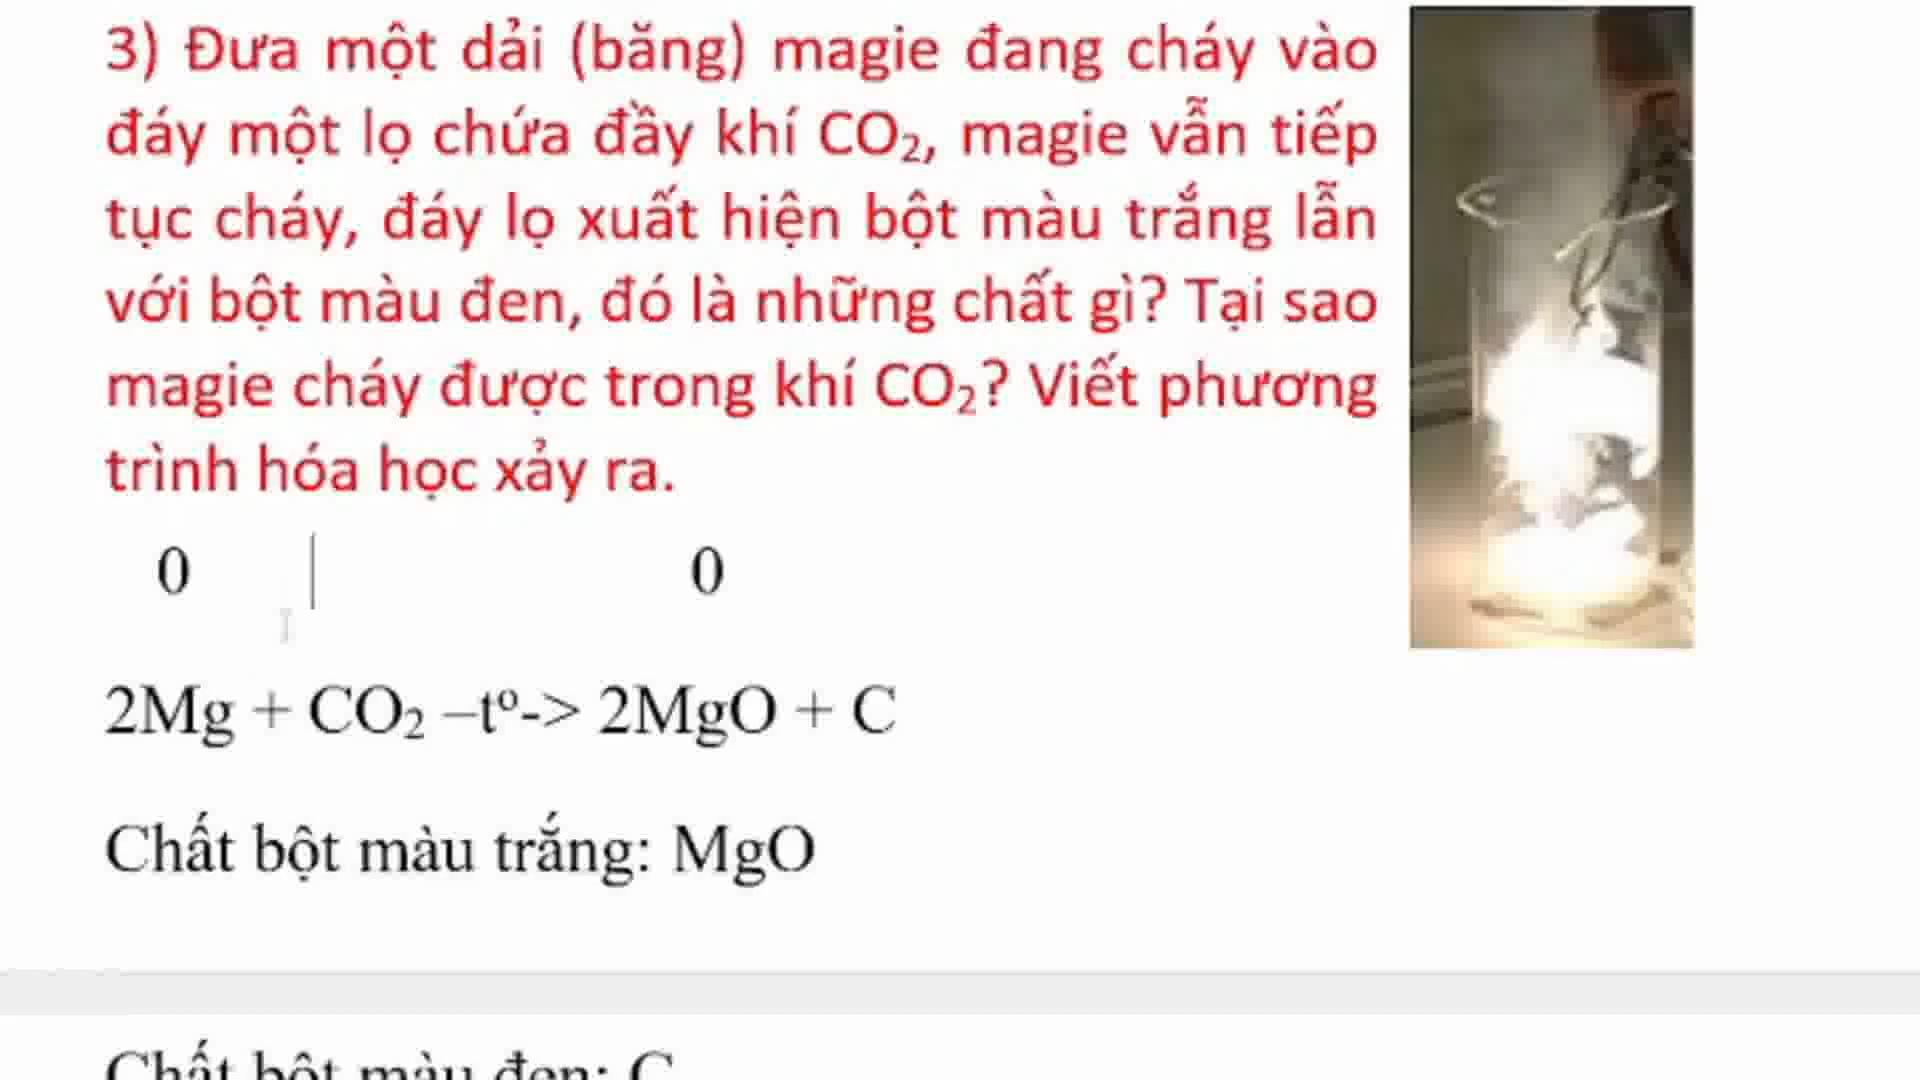 3) Đưa một dải (băng) magie đang cháy vào
đáy một lọ chứa đầy khí CO₂, magie vẫn tiếp
tục cháy, đáy lọ xuất hiện bột màu trắng lẫn
với bột màu đen, đó là những chất gì? Tại sao
magie cháy được trong khí CO₂? Viết phương
trình hóa học xảy ra.
0 0
2Mg + CO₂ –tº-> 2MgO + C
Chất bột màu trắng: MgO
Chất bột màu đen: C